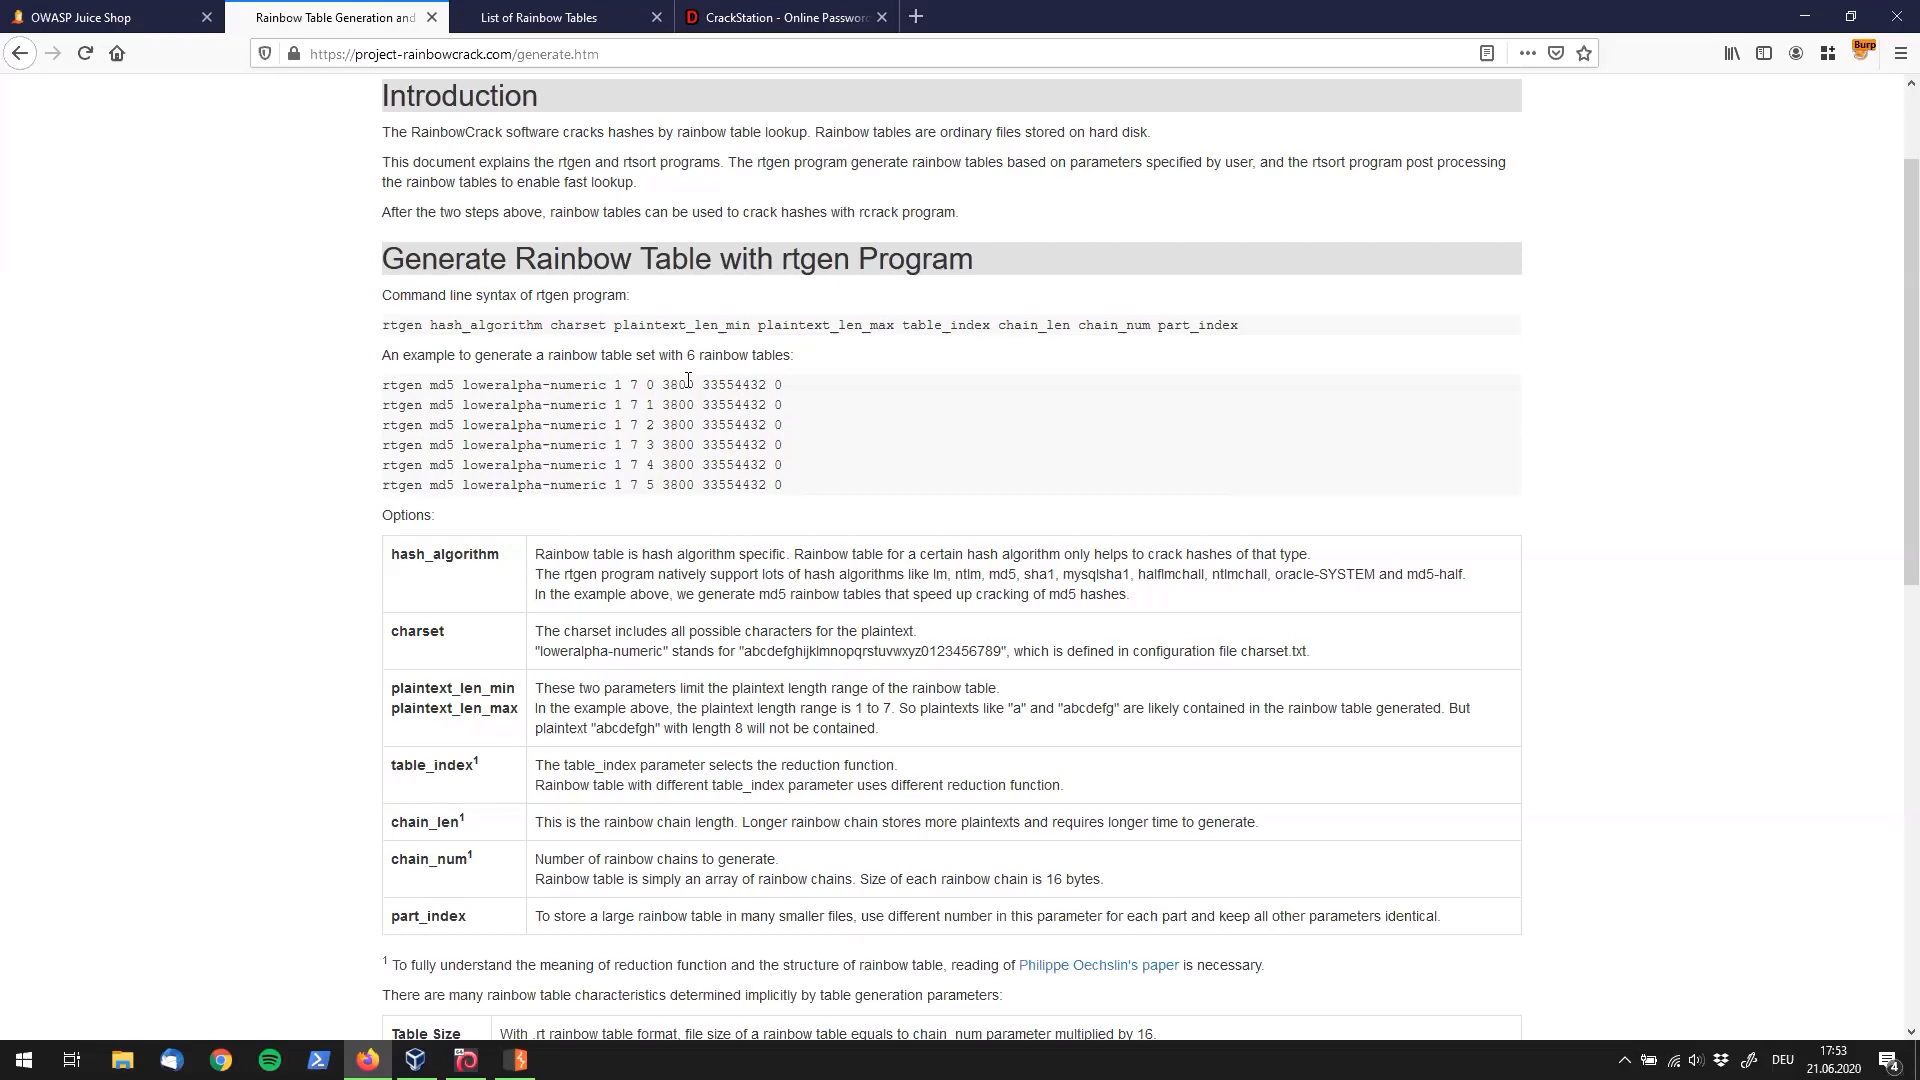 OWASP Juice Shop
Rainbow Table Generation and
List of Rainbow Tables
CrackStation - Online Passwor
https://project-rainbowcrack.com/generate.htm
Burp
Introduction
The RainbowCrack software cracks hashes by rainbow table lookup. Rainbow tables are ordinary files stored on hard disk.
This document explains the rtgen and rtsort programs. The rtgen program generate rainbow tables based on parameters specified by user, and the rtsort program post processing
the rainbow tables to enable fast lookup.
After the two steps above, rainbow tables can be used to crack hashes with rcrack program.
Generate Rainbow Table with rtgen Program
Command line syntax of rtgen program:
rtgen hash_algorithm charset plaintext_len_min plaintext_len_max table_index chain_len chain_num part_index
An example to generate a rainbow table set with 6 rainbow tables:
rtgen md5 loweralpha-numeric 1 7 0 3800 33554432 0
rtgen md5 loweralpha-numeric 1 7 1 3800 33554432 0
rtgen md5 loweralpha-numeric 1 7 2 3800 33554432 0
rtgen md5 loweralpha-numeric 1 7 3 3800 33554432 0
rtgen md5 loweralpha-numeric 1 7 4 3800 33554432 0
rtgen md5 loweralpha-numeric 1 7 5 3800 33554432 0
Options:
hash_algorithm
Rainbow table is hash algorithm specific. Rainbow table for a certain hash algorithm only helps to crack hashes of that type.
The rtgen program natively support lots of hash algorithms like lm, ntlm, md5, sha1, mysqlsha1, halflmchall, ntlmchall, oracle-SYSTEM and md5-half.
In the example above, we generate md5 rainbow tables that speed up cracking of md5 hashes.
charset
The charset includes all possible characters for the plaintext.
"loweralpha-numeric" stands for "abcdefghijklmnopqrstuvwxyz0123456789", which is defined in configuration file charset.txt.
plaintext_len_min
plaintext_len_max
These two parameters limit the plaintext length range of the rainbow table.
In the example above, the plaintext length range is 1 to 7. So plaintexts like "a" and "abcdefg" are likely contained in the rainbow table generated. But
plaintext "abcdefgh" with length 8 will not be contained.
table_index1
The table_index parameter selects the reduction function.
Rainbow table with different table_index parameter uses different reduction function.
chain_len1
This is the rainbow chain length. Longer rainbow chain stores more plaintexts and requires longer time to generate.
chain_num1
Number of rainbow chains to generate.
Rainbow table is simply an array of rainbow chains. Size of each rainbow chain is 16 bytes.
part_index
To store a large rainbow table in many smaller files, use different number in this parameter for each part and keep all other parameters identical.
1 To fully understand the meaning of reduction function and the structure of rainbow table, reading of Philippe Oechslin's paper is necessary.
There are many rainbow table characteristics determined implicitly by table generation parameters:
Table Size
With .rt rainbow table format, file size of a rainbow table equals to chain_num parameter multiplied by 16.
DEU
17:53
21.06.2020
4